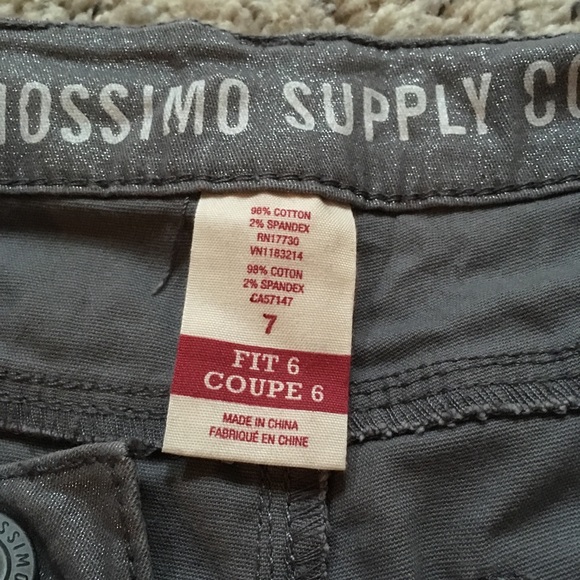 MOSSIMO SUPPLY CO
98% COTTON
2% SPANDEX
RN17730
VN1183214
98% COTON
2% SPANDEX
CA57147
7
FIT 6
COUPE 6
MADE IN CHINA
FABRIQUÉ EN CHINE